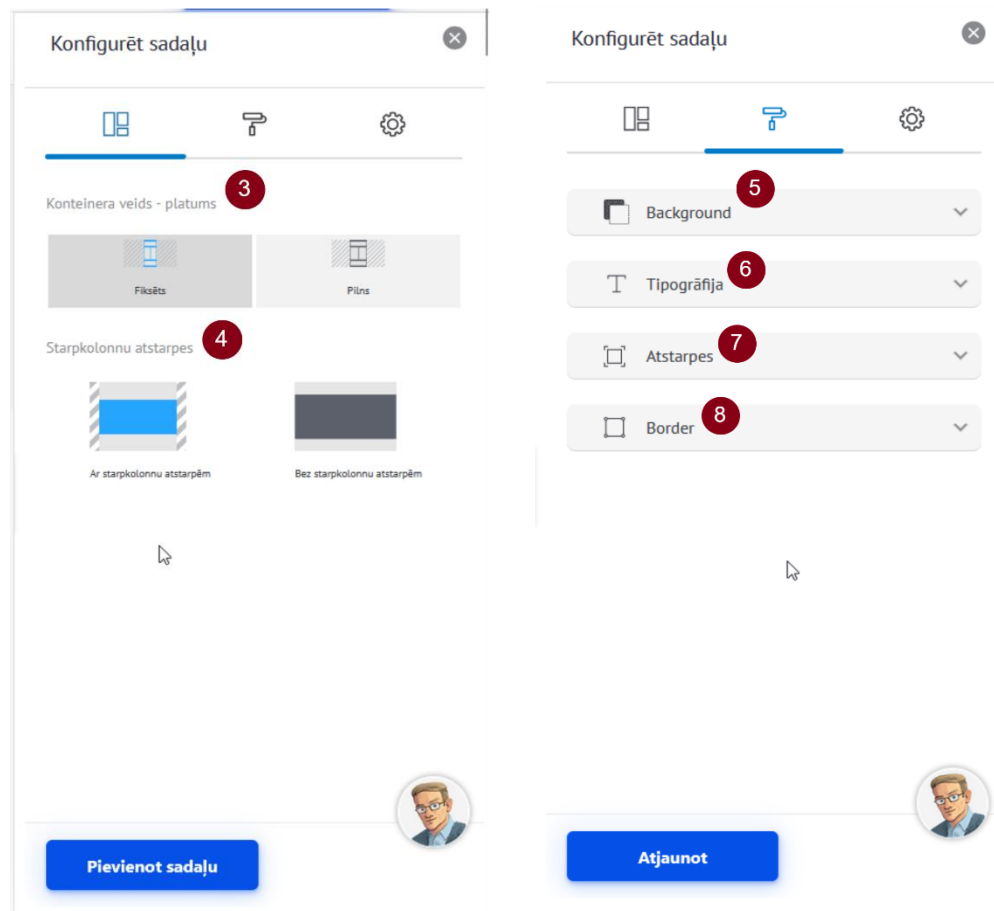 Konfigurēt sadaļu
3
Konteinera veids - platums
Fiksēts
Pilns
4
Starpkolonnu atstarpes
Ar starpkolonnu atstarpēm
Bez starpkolonnu atstarpēm
Pievienot sadaļu
Konfigurēt sadaļu
5
Background
6
Tipogrāfija
7
Atstarpes
8
Border
Atjaunot